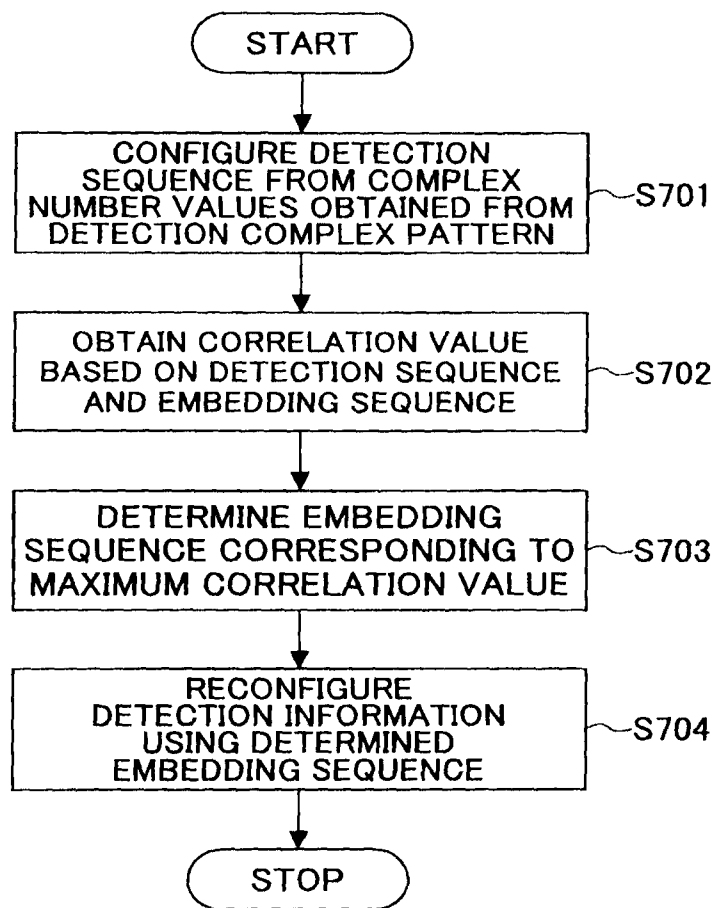 START
CONFIGURE DETECTION
SEQUENCE FROM COMPLEX
NUMBER VALUES OBTAINED FROM
DETECTION COMPLEX PATTERN
S701
OBTAIN CORRELATION VALUE
BASED ON DETECTION SEQUENCE
AND EMBEDDING SEQUENCE
S702
DETERMINE EMBEDDING
SEQUENCE CORRESPONDING TO
MAXIMUM CORRELATION VALUE
S703
RECONFIGURE
DETECTION INFORMATION
USING DETERMINED
EMBEDDING SEQUENCE
S704
STOP